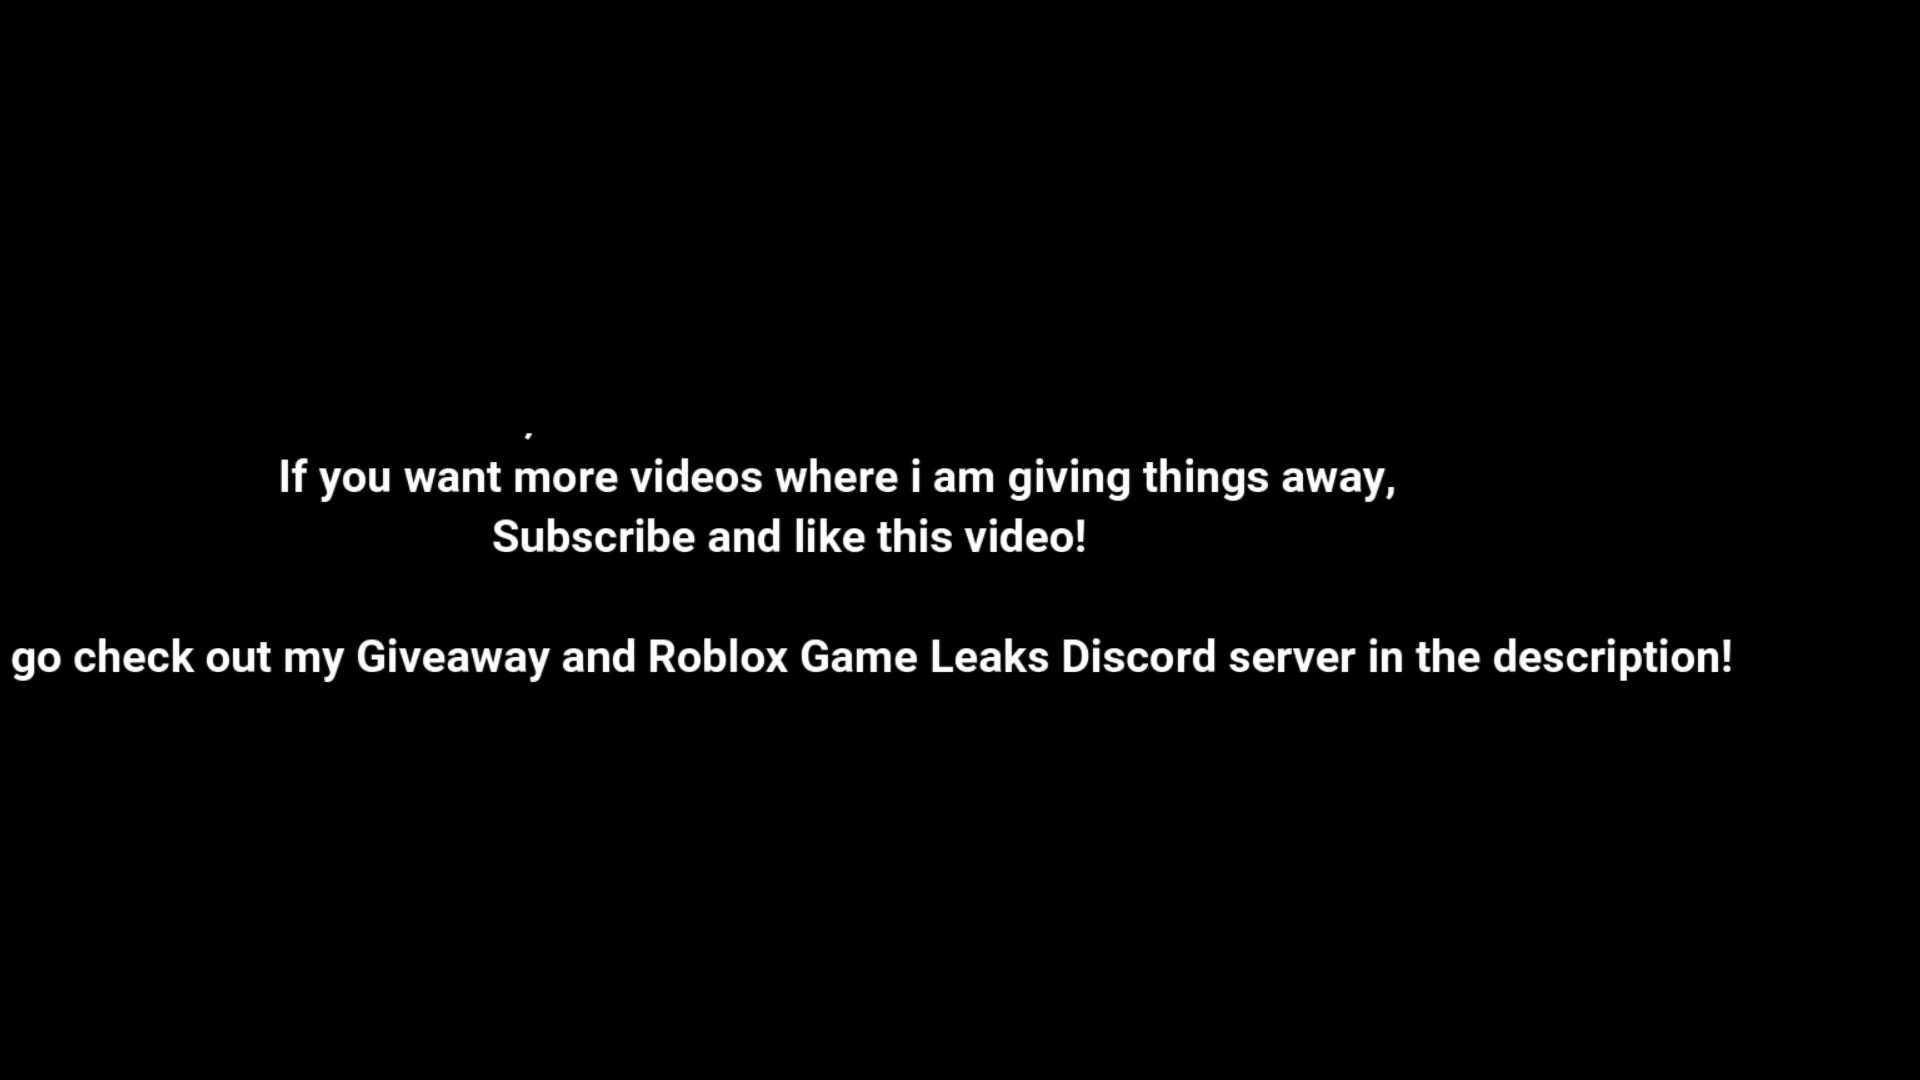 If you want more videos where i am giving things away,
Subscribe and like this video!
go check out my Giveaway and Roblox Game Leaks Discord server in the description!